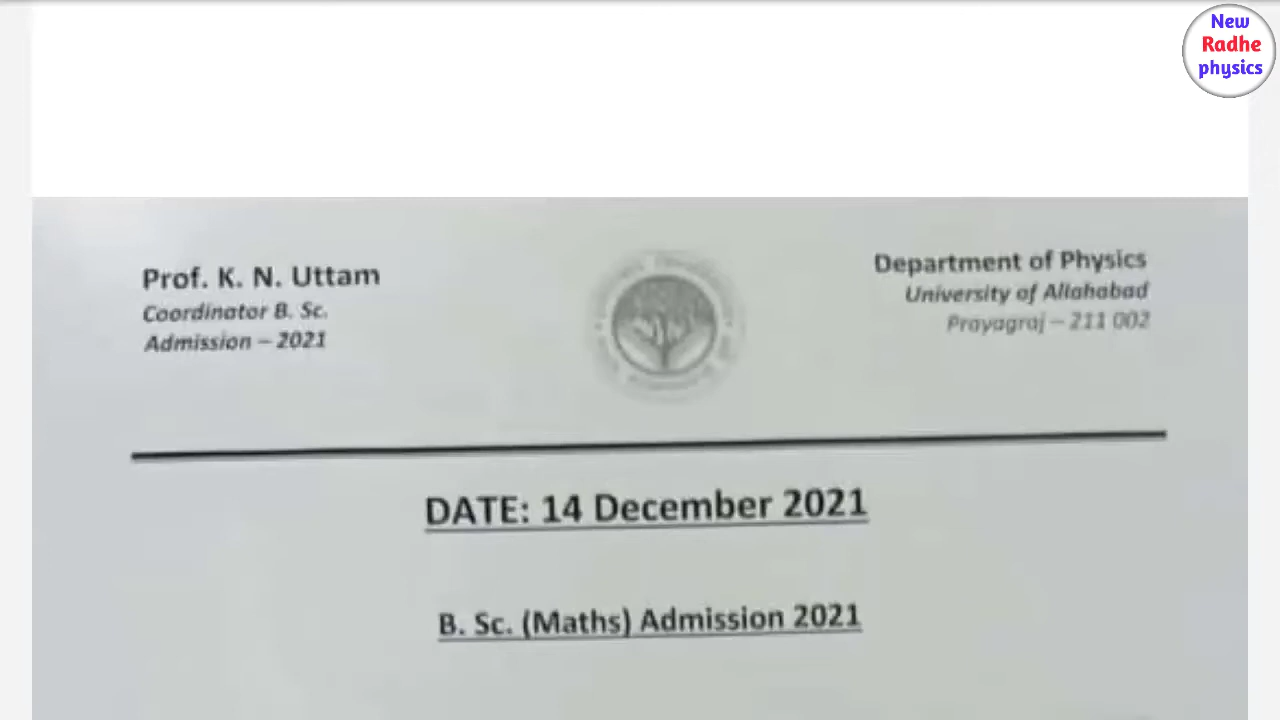 New
Radhe
physics
Prof. K. N. Uttam
Coordinator B. Sc.
Admission – 2021
Department of Physics
University of Allahabad
Prayagraj – 211 002
DATE: 14 December 2021
B. Sc. (Maths) Admission 2021